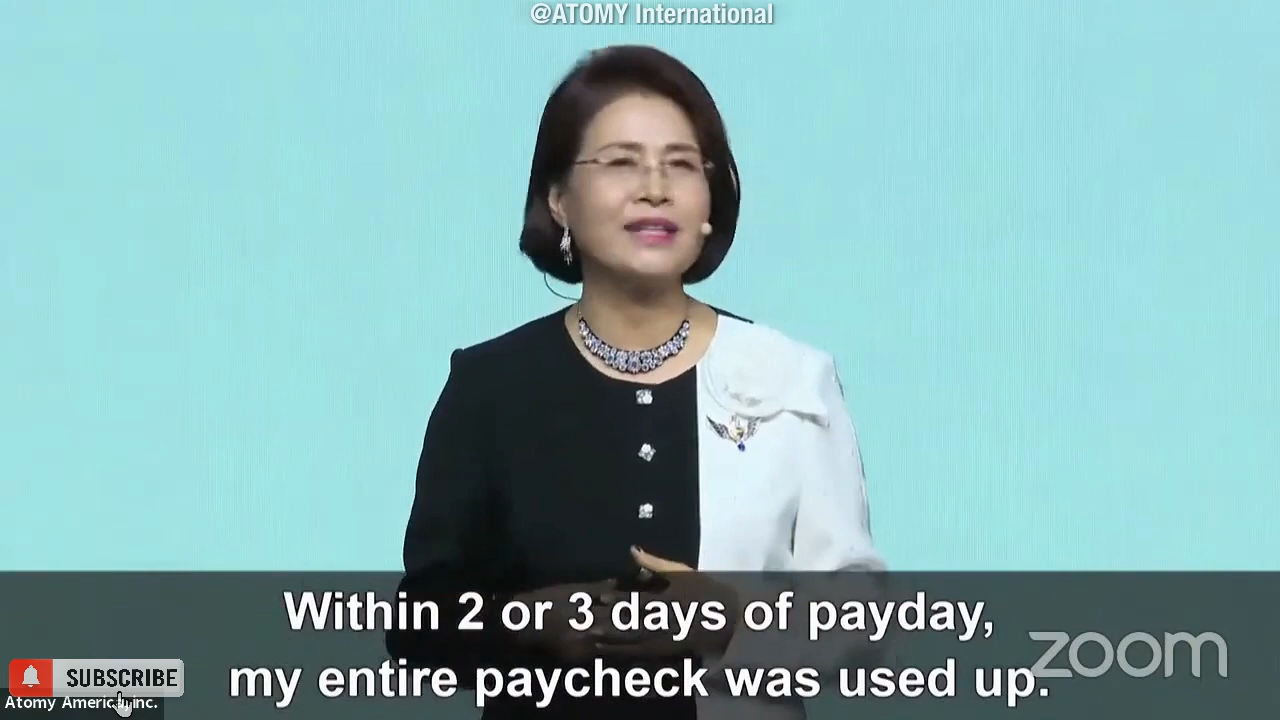 @ATOMY International
Within 2 or 3 days of payday,
my entire paycheck was used up.
zoom
SUBSCRIBE
Atomy America inc.